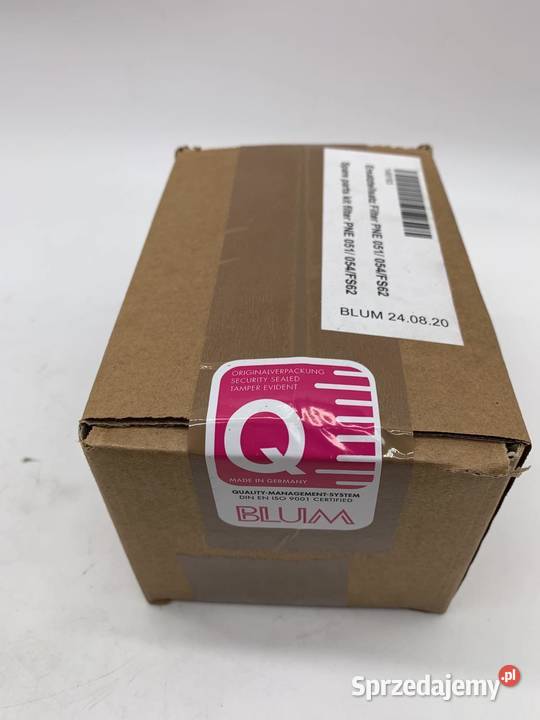 Ersatzteilsatz Filter PNE 051/ 054/FS62
Spare parts kit filter PNE 051/ 054/FS62
BLUM 24.08.20
ORIGINALVERPACKUNG
SECURITY SEALED
TAMPER EVIDENT
Q
MADE IN GERMANY
QUALITY-MANAGEMENT-SYSTEM
DIN EN ISO 9001 CERTIFIED
BLUM
Sprzedajemy.pl